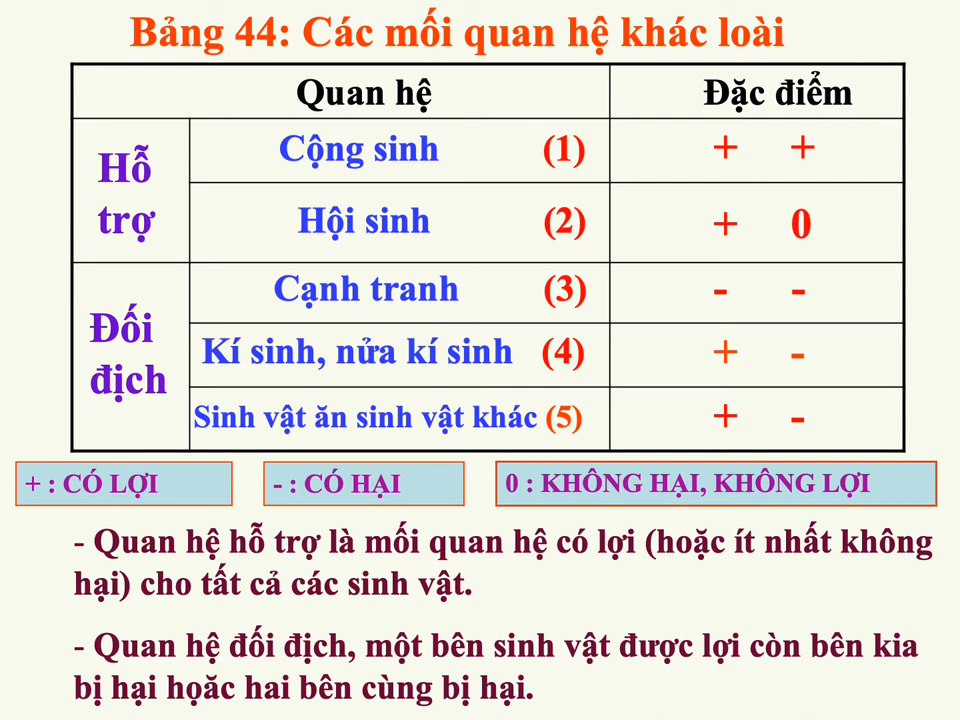 Bảng 44: Các mối quan hệ khác loài
Quan hệ Đặc điểm
Hỗ trợ
Cộng sinh (1) + +
Hội sinh (2) + 0
Đối địch
Cạnh tranh (3) - -
Kí sinh, nửa kí sinh (4) + -
Sinh vật ăn sinh vật khác (5) + -
+ : CÓ LỢI
- : CÓ HẠI
0 : KHÔNG HẠI, KHÔNG LỢI
- Quan hệ hỗ trợ là mối quan hệ có lợi (hoặc ít nhất không
hại) cho tất cả các sinh vật.
- Quan hệ đối địch, một bên sinh vật được lợi còn bên kia
bị hại họăc hai bên cùng bị hại.